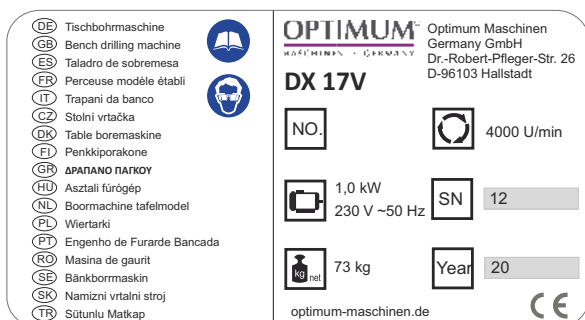 DE Tischbohrmaschine
GB Bench drilling machine
ES Taladro de sobremesa
FR Perceuse modèle établi
IT Trapani da banco
CZ Stolní vrtačka
DK Table boremaskine
FI Penkkiporakone
GR ΔΡΑΠΑΝΟ ΠΑΓΚΟΥ
HU Asztali fúrógép
NL Boormachine tafelmodel
PL Wiertarki
PT Engenho de Furarde Bancada
RO Masina de gaurit
SE Bänkborrmaskin
SK Namizni vrtalni stroj
TR Sütunlu Matkap
OPTIMUM
MASCHINEN - GERMANY
Optimum Maschinen
Germany GmbH
Dr.-Robert-Pfleger-Str. 26
D-96103 Hallstadt
DX 17V
NO.
4000 U/min
1,0 kW
230 V ~50 Hz
SN 12
kg net 73 kg
Year 20
optimum-maschinen.de
CE